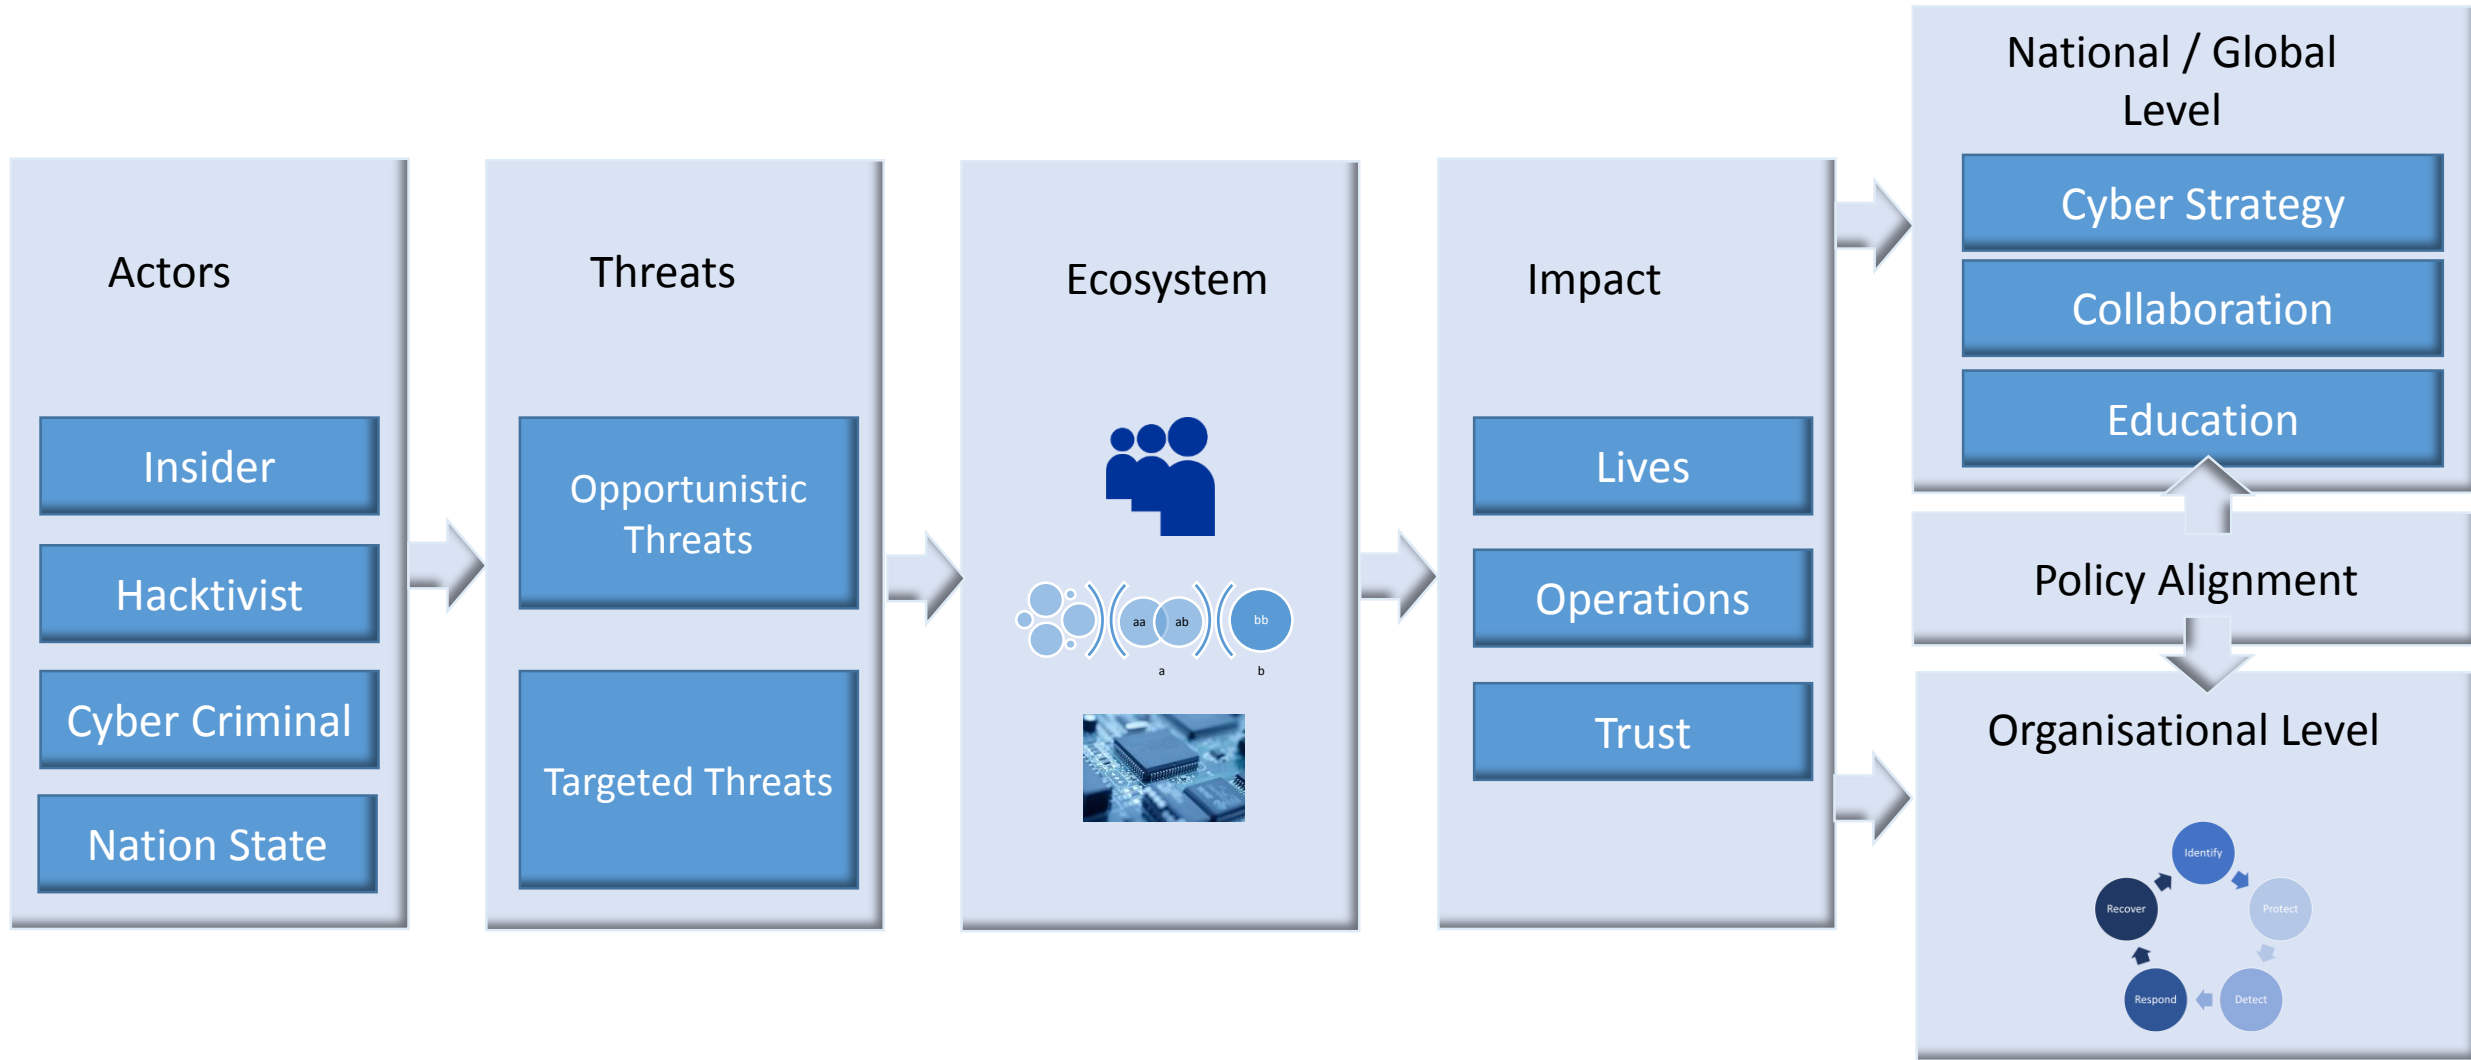 Actors
Insider
Hacktivist
Cyber Criminal
Nation State
Threats
Opportunistic
Threats
Targeted Threats
Ecosystem
aa
ab
bb
a
b
Impact
Lives
Operations
Trust
National / Global
Level
Cyber Strategy
Collaboration
Education
Policy Alignment
Organisational Level
Identify
Protect
Detect
Respond
Recover